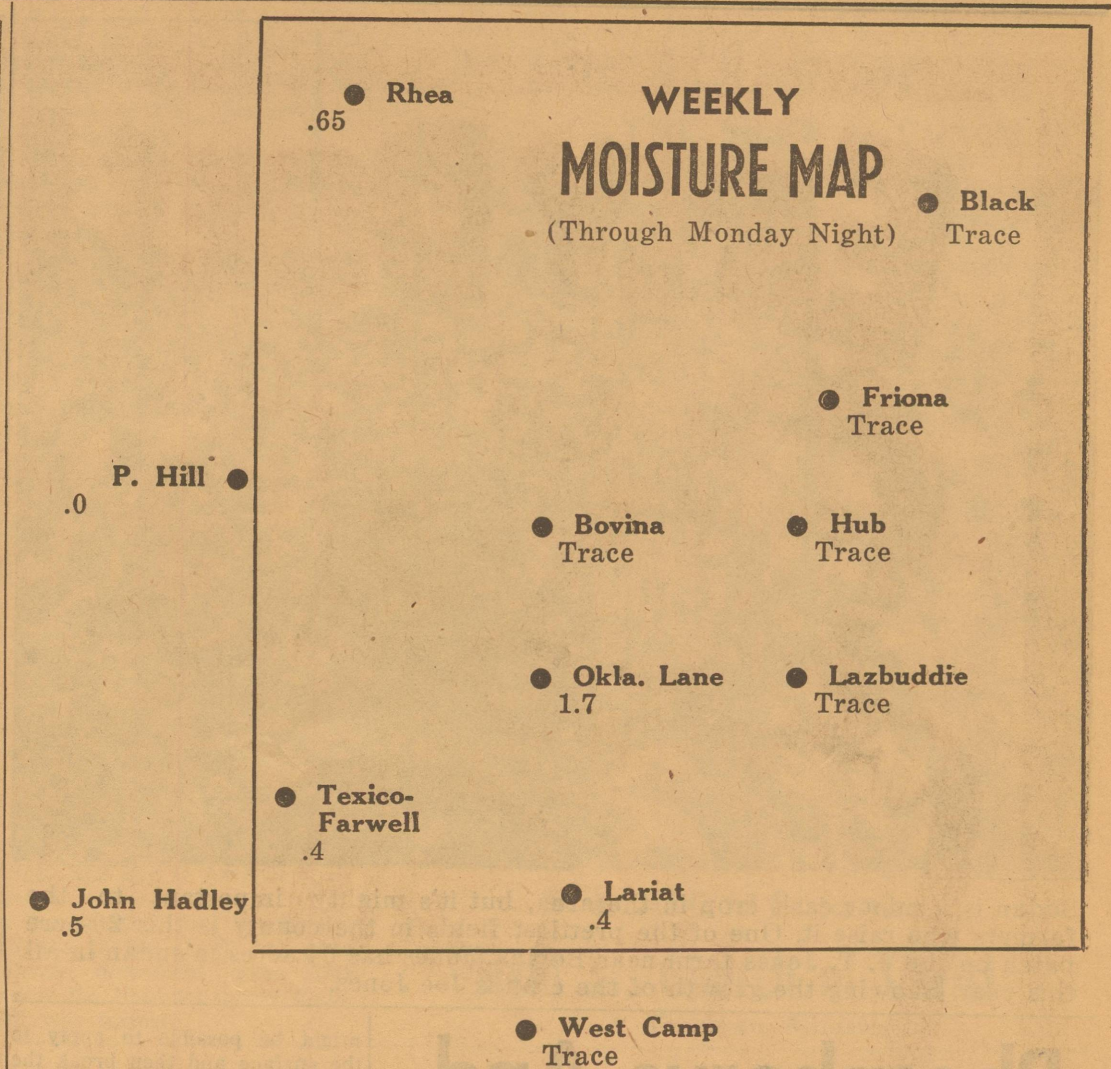 Rhea
.65
WEEKLY
MOISTURE MAP
(Through Monday Night)
Black
Trace
Friona
Trace
P. Hill
.0
Bovina
Trace
Hub
Trace
Okla. Lane
1.7
Lazbuddie
Trace
Texico-
Farwell
.4
John Hadley
.5
Lariat
.4
West Camp
Trace